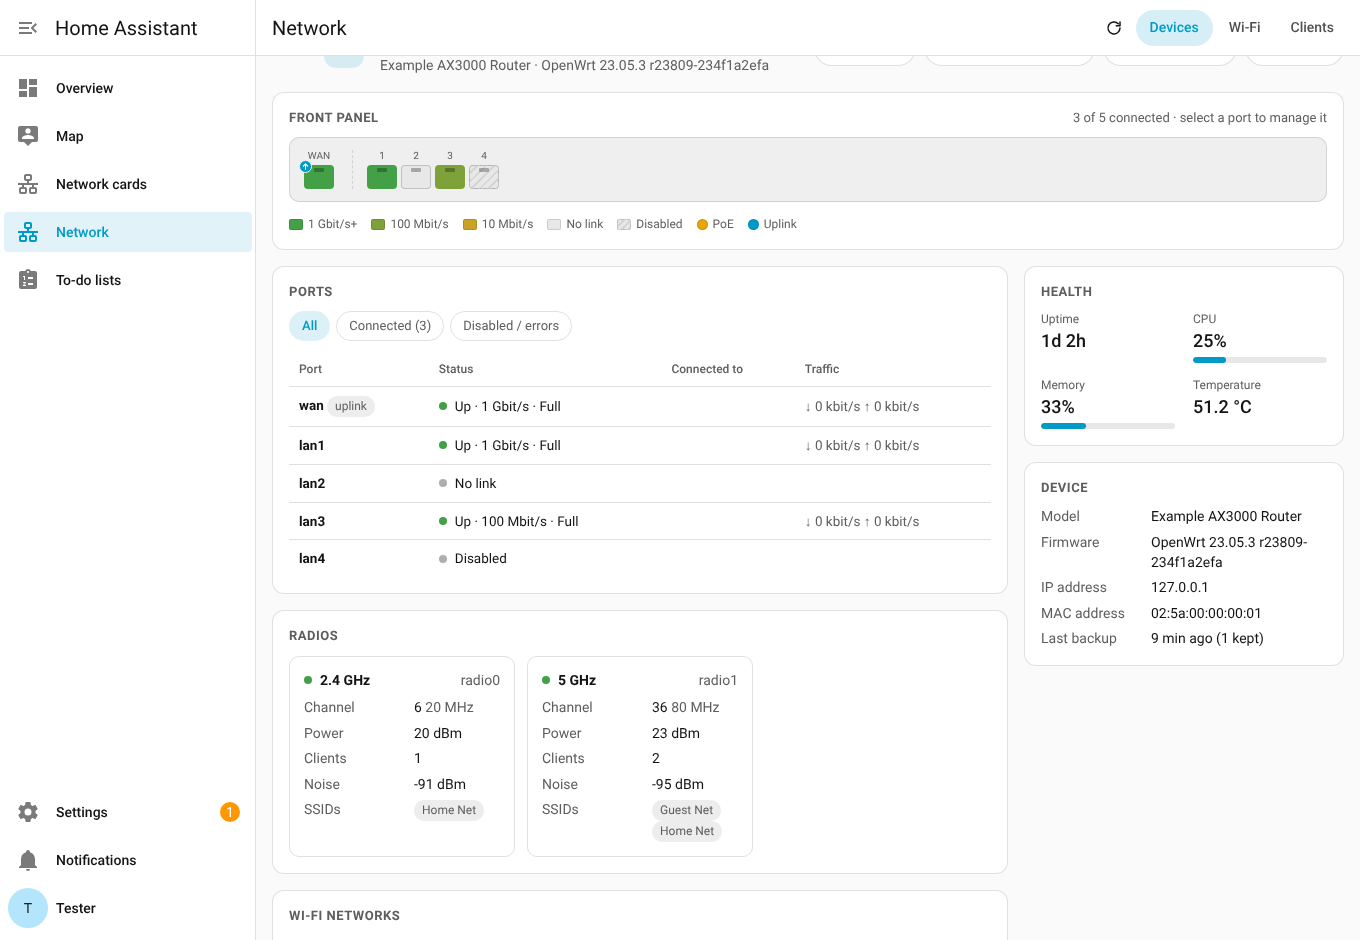 Home Assistant
Network
Devices
Wi-Fi
Clients
Overview
Map
Network cards
Network
To-do lists
Settings
1
Notifications
T
Tester
Example AX3000 Router · OpenWrt 23.05.3 r23809-234f1a2efa
FRONT PANEL
3 of 5 connected · select a port to manage it
WAN 1 2 3 4
1 Gbit/s+ 100 Mbit/s 10 Mbit/s No link Disabled PoE Uplink
PORTS
All Connected (3) Disabled / errors
Port Status Connected to Traffic
wan uplink Up · 1 Gbit/s · Full ↓ 0 kbit/s ↑ 0 kbit/s
lan1 Up · 1 Gbit/s · Full ↓ 0 kbit/s ↑ 0 kbit/s
lan2 No link
lan3 Up · 100 Mbit/s · Full ↓ 0 kbit/s ↑ 0 kbit/s
lan4 Disabled
RADIOS
2.4 GHz radio0
Channel 6 20 MHz
Power 20 dBm
Clients 1
Noise -91 dBm
SSIDs Home Net
5 GHz radio1
Channel 36 80 MHz
Power 23 dBm
Clients 2
Noise -95 dBm
SSIDs Guest Net
Home Net
WI-FI NETWORKS
HEALTH
Uptime CPU
1d 2h 25%
Memory Temperature
33% 51.2 °C
DEVICE
Model Example AX3000 Router
Firmware OpenWrt 23.05.3 r23809-
234f1a2efa
IP address 127.0.0.1
MAC address 02:5a:00:00:00:01
Last backup 9 min ago (1 kept)